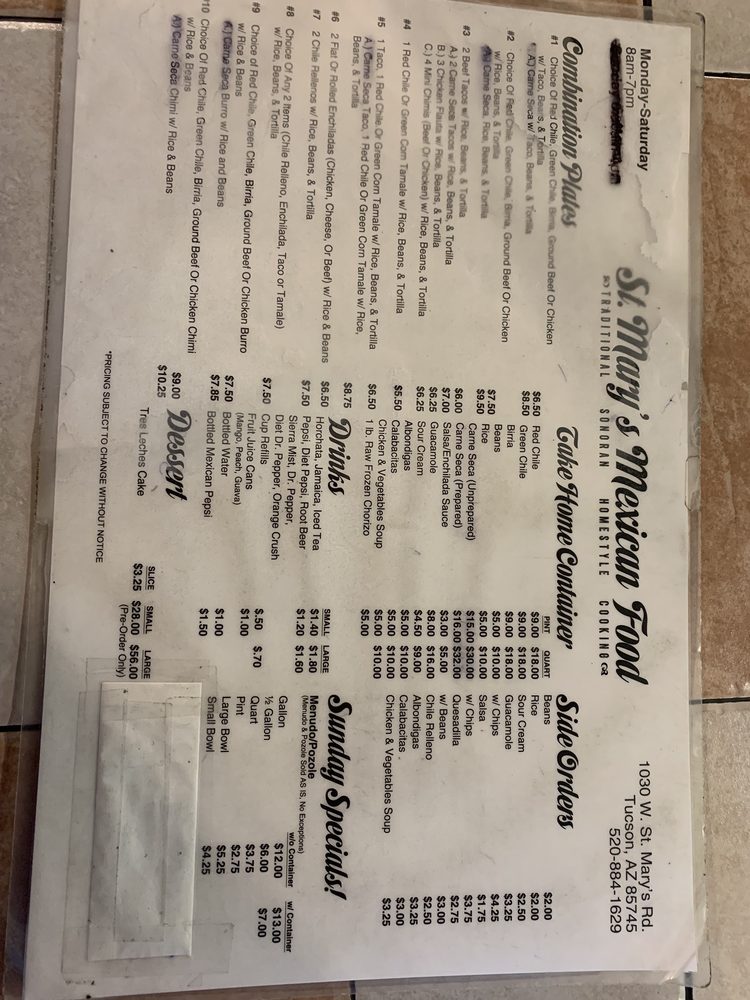 Monday-Saturday
8am-7pm
St. Mary's Mexican Food
TRADITIONAL SONORAN HOMESTYLE COOKING
1030 W. St. Mary's Rd.
Tucson, AZ 85745
520-884-1629
Combination Plates
#1 Choice Of Red Chile, Green Chile, Birria, Ground Beef Or Chicken
w/ Taco, Beans, & Tortilla $6.50
A.) Carne Seca w/ Taco, Beans, & Tortilla $8.50
#2 Choice Of Red Chile, Green Chile, Birria, Ground Beef Or Chicken
w/ Rice, Beans, & Tortilla $7.50
A.) Carne Seca, Rice, Beans, & Tortilla $9.50
#3 2 Beef Tacos w/ Rice, Beans, & Tortilla $6.00
A.) 2 Carne Seca Tacos w/ Rice, Beans, & Tortilla $7.00
B.) 3 Chicken Flauta w/ Rice, Beans, & Tortilla $6.25
C.) 4 Mini Chimis (Beef Or Chicken) w/ Rice, Beans, & Tortilla $6.25
#4 1 Red Chile Or Green Corn Tamale w/ Rice, Beans, & Tortilla $5.50
#5 1 Taco, 1 Red Chile Or Green Corn Tamale w/ Rice, Beans, & Tortilla $6.50
A.) Carne Seca Taco, 1 Red Chile Or Green Corn Tamale w/ Rice,
Beans, & Tortilla $8.75
#6 2 Flat Or Rolled Enchiladas (Chicken, Cheese, Or Beef) w/ Rice & Beans $6.50
#7 2 Chile Rellenos w/ Rice, Beans, & Tortilla $7.50
#8 Choice Of Any 2 Items (Chile Relleno, Enchilada, Taco or Tamale)
w/ Rice, Beans, & Tortilla $7.50
#9 Choice of Red Chile, Green Chile, Birria, Ground Beef Or Chicken Burro
w/ Rice & Beans $7.50
A.) Carne Seca Burro w/ Rice and Beans $7.85
#10 Choice Of Red Chile, Green Chile, Birria, Ground Beef Or Chicken Chimi
w/ Rice & Beans $9.00
A.) Carne Seca Chimi w/ Rice & Beans $10.25
Take Home Container
PINT QUART
Red Chile $9.00 $18.00
Green Chile $9.00 $18.00
Birria $9.00 $18.00
Beans $5.00 $10.00
Rice $5.00 $10.00
Carne Seca (Unprepared) $15.00 $30.00
Carne Seca (Prepared) $16.00 $32.00
Salsa/Enchilada Sauce $3.00 $5.00
Guacamole $8.00 $16.00
Sour Cream $4.50 $9.00
Albondigas $5.00 $10.00
Calabacitas $5.00 $10.00
Chicken & Vegetables Soup $5.00 $10.00
1 lb. Raw Frozen Chorizo $5.00
Side Orders
Beans $2.00
Rice $2.00
Sour Cream $2.50
Guacamole $3.25
w/ Chips $4.25
Salsa $1.75
w/ Chips $3.75
Quesadilla $2.75
w/ Beans $3.00
Chile Relleno $2.50
Albondigas $3.25
Calabacitas $3.00
Chicken & Vegetables Soup $3.25
Drinks
SMALL LARGE
Horchata, Jamaica, Iced Tea $1.40 $1.80
Pepsi, Diet Pepsi, Root Beer $1.20 $1.60
Sierra Mist, Dr. Pepper,
Diet Dr. Pepper, Orange Crush
Cup Refills $.50 $.70
Fruit Juice Cans $1.00
(Mango, Peach, Guava)
Bottled Water $1.00
Bottled Mexican Pepsi $1.50
Dessert
SLICE SMALL LARGE
Tres Leches Cake $3.25 $28.00 $56.00
(Pre-Order Only)
Sunday Specials!
Menudo/Pozole
(Menudo & Pozole Sold AS IS. No Exceptions)
w/o Container w/ Container
Gallon $12.00 $13.00
½ Gallon $6.00 $7.00
Quart $3.75
Pint $2.75
Large Bowl $5.25
Small Bowl $4.25
*PRICING SUBJECT TO CHANGE WITHOUT NOTICE